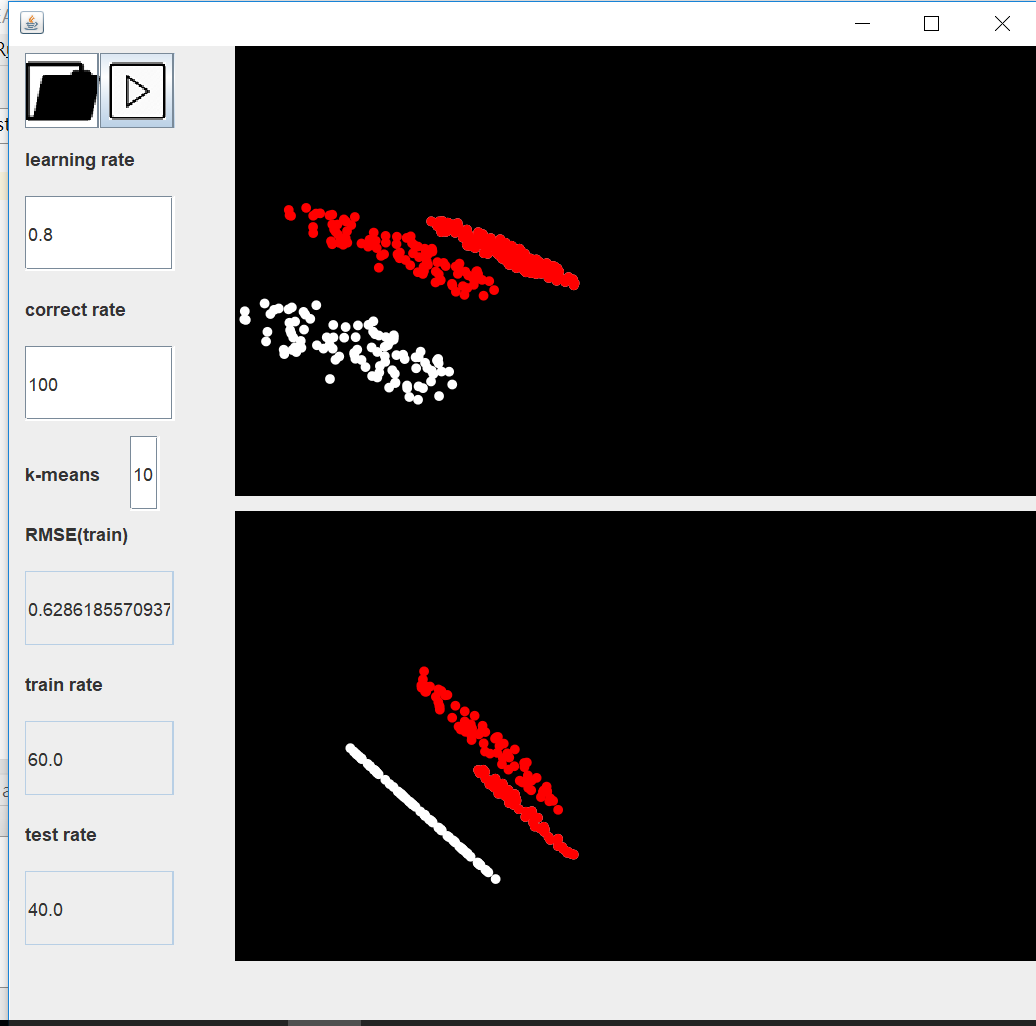 learning rate
0.8
correct rate
100
k-means 10
RMSE(train)
0.6286185570937
train rate
60.0
test rate
40.0